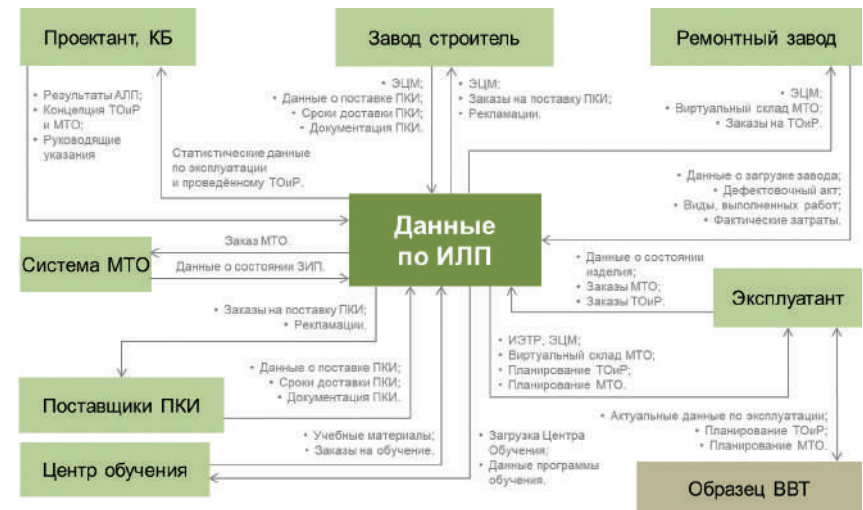 Проектант, КБ
Завод строитель
Ремонтный завод
• Результаты АЛП;
• Концепция ТОиР
и МТО;
• Руководящие
указания
Статистические данные
по эксплуатации
и проведённому ТОиР.
• ЭЦМ;
• Данные о поставке ПКИ;
• Сроки доставки ПКИ;
• Документация ПКИ.
• ЭЦМ;
• Заказы на поставку ПКИ;
• Рекламации.
• ЭЦМ;
• Виртуальный склад МТО;
• Заказы на ТОиР.
• Данные о загрузке завода;
• Дефектовочный акт;
• Виды, выполненных работ;
• Фактические затраты.
Данные
по ИЛП
Заказ МТО.
Система МТО
Данные о состоянии ЗИП.
• Данные о состоянии
изделия;
• Заказы МТО;
• Заказы ТОиР.
Эксплуатант
• Заказы на поставку ПКИ;
• Рекламации.
• ИЭТР, ЭЦМ;
• Виртуальный склад МТО;
• Планирование ТОиР;
• Планирование МТО.
• Данные о поставке ПКИ;
• Сроки доставки ПКИ;
• Документация ПКИ.
Поставщики ПКИ
• Актуальные данные по эксплуатации;
• Планирование ТОиР;
• Планирование МТО.
• Учебные материалы;
• Заказы на обучение.
• Загрузка Центра
Обучения;
• Данные программы
обучения.
Центр обучения
Образец ВВТ